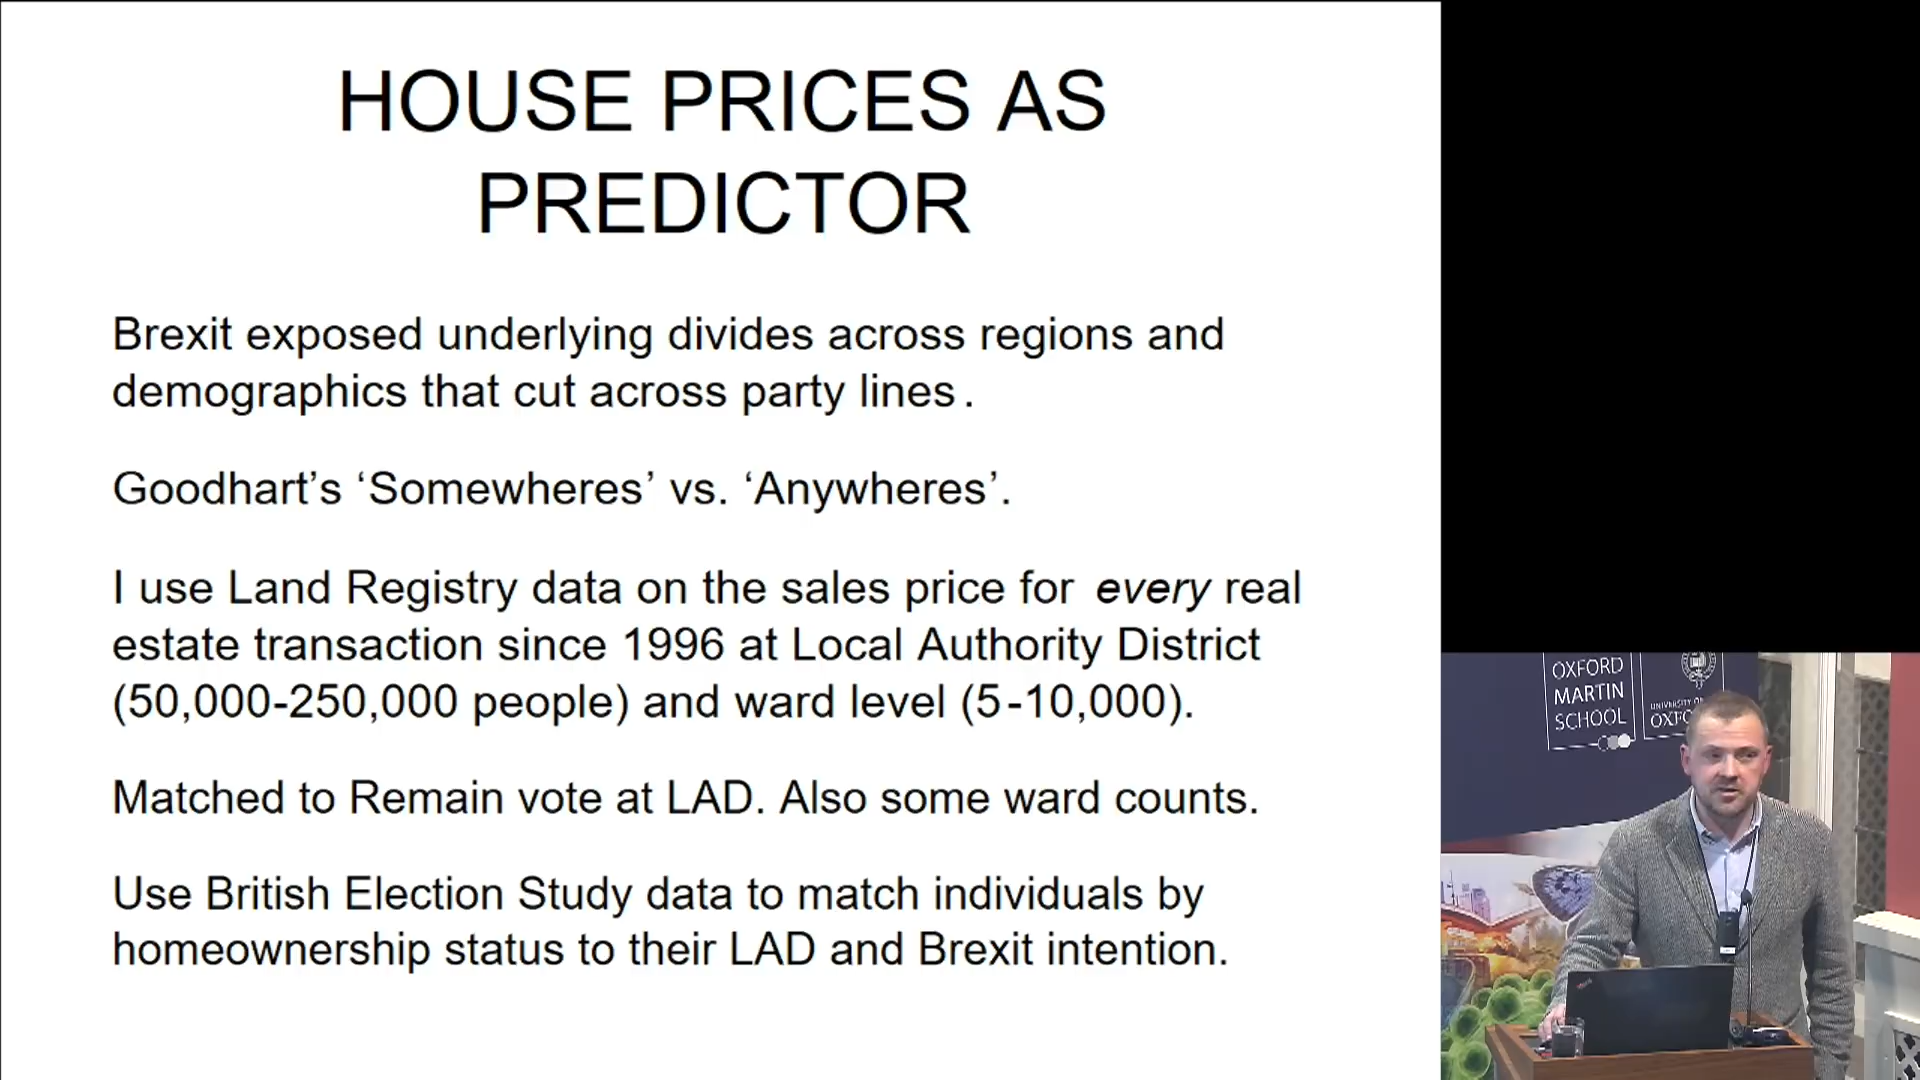 HOUSE PRICES AS
PREDICTOR
Brexit exposed underlying divides across regions and
demographics that cut across party lines.
Goodhart’s ‘Somewheres’ vs. ‘Anywheres’.
I use Land Registry data on the sales price for every real
estate transaction since 1996 at Local Authority District
(50,000-250,000 people) and ward level (5-10,000).
Matched to Remain vote at LAD. Also some ward counts.
Use British Election Study data to match individuals by
homeownership status to their LAD and Brexit intention.
OXFORD
MARTIN
SCHOOL
UNIVERSITY OF